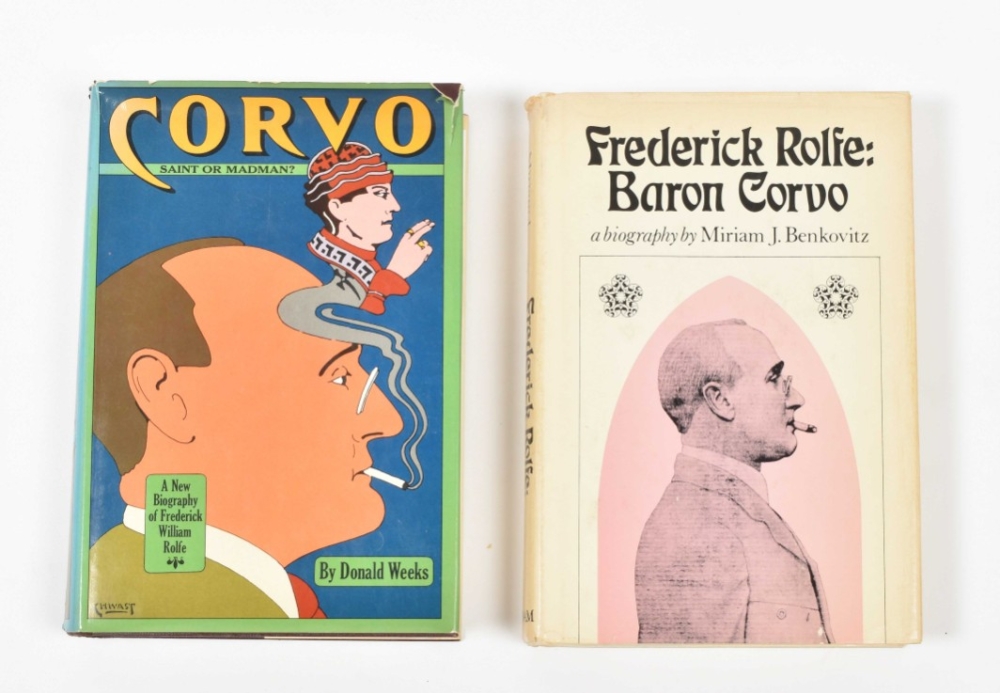 CORVO
SAINT OR MADMAN?
A New
Biography
of Frederick
William
Rolfe
By Donald Weeks
CHWAST
Frederick Rolfe:
Baron Corvo
a biography by Miriam J. Benkovitz
Frederick Rolfe: